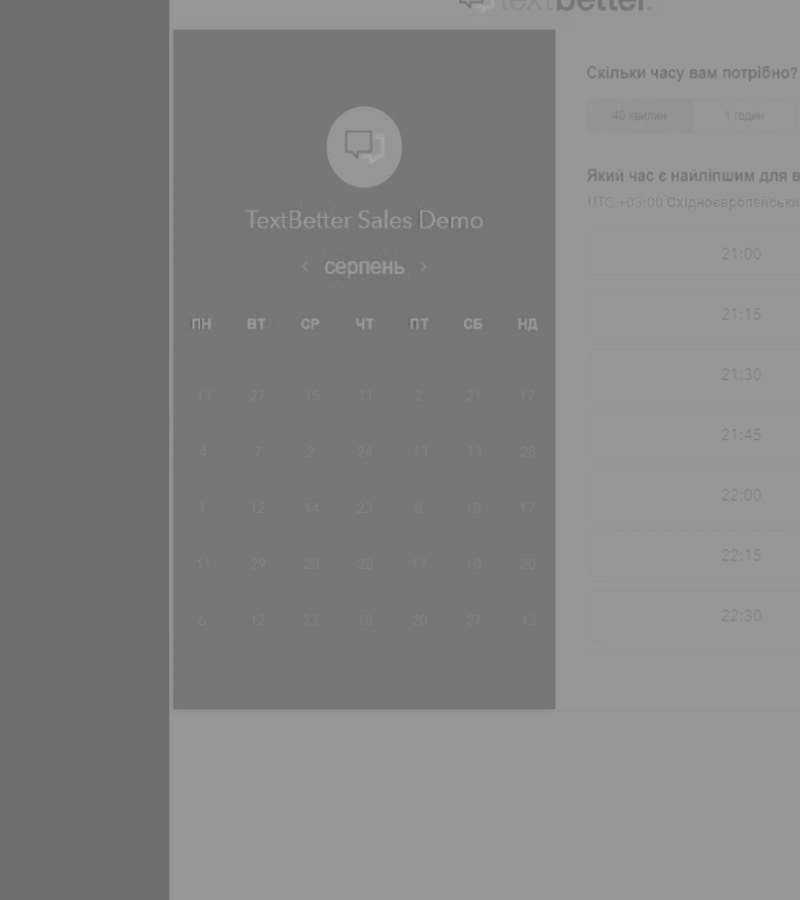 textbetter.
TextBetter Sales Demo
‹ серпень ›
ПН ВТ СР ЧТ ПТ СБ НД
13 27 15 11 2 21 17
4 7 2 24 13 13 28
1 12 14 23 8 18 17
11 29 28 28 17 18 20
6 12 23 18 20 27 13
Скільки часу вам потрібно?
40 хвилин 1 годин
Який час є найліпшим для в
UTC +03:00 Східноєвропейськи
21:00
21:15
21:30
21:45
22:00
22:15
22:30